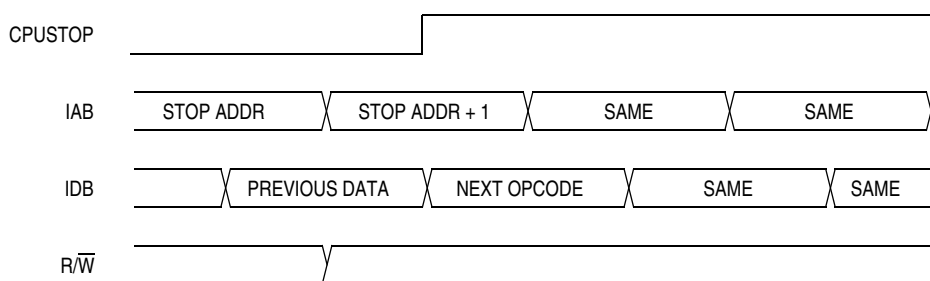 CPUSTOP
IAB STOP ADDR STOP ADDR + 1 SAME SAME
IDB PREVIOUS DATA NEXT OPCODE SAME SAME
R/W̅